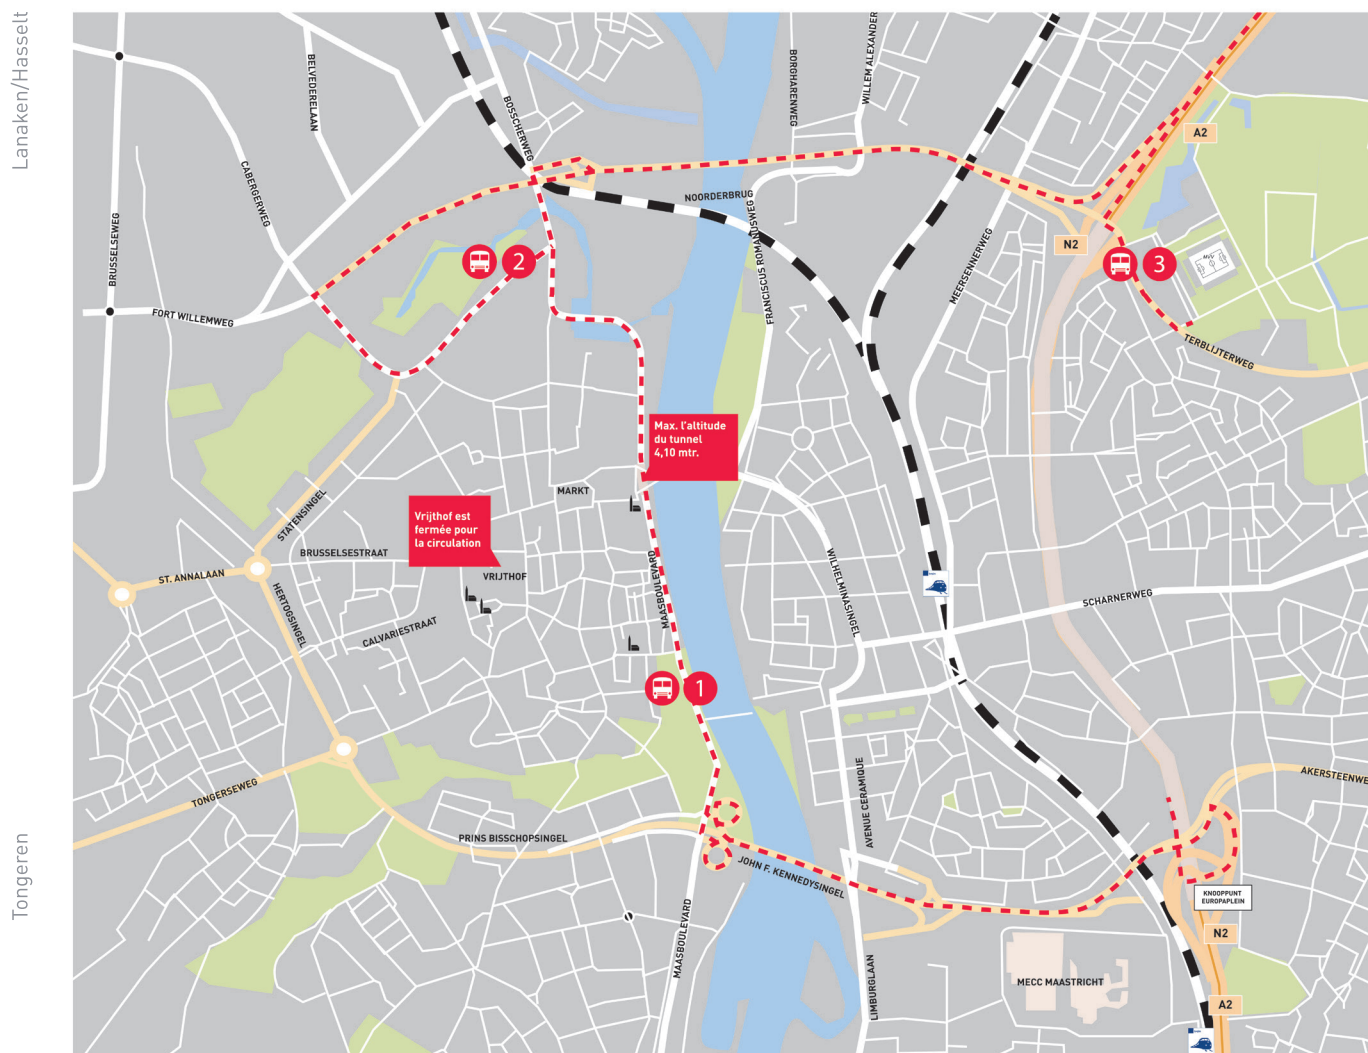 Lanaken/Hasselt
Tongeren
BRUSSELSEWEG
BELVEDERELAAN
CABERGERWEG
BOSSCHERWEG
BORGHARENWEG
WILLEM ALEXANDER
A2
NOORDERBRUG
FRANCISCUS ROMANUSWEG
MEERSENNERWEG
N2
2
3
MVV
FORT WILLEMWEG
TERBLIJTERWEG
Max. l'altitude
du tunnel
4,10 mtr.
MARKT
STATENSINGEL
Vrijthof est
fermée pour
la circulation
BRUSSELSESTRAAT
VRIJTHOF
ST. ANNALAAN
HERTOGSINGEL
CALVARIESTRAAT
MAASBOULEVARD
WILHELMINASINGEL
SCHARNERWEG
1
TONGERSEWEG
PRINS BISSCHOPSINGEL
AVENUE CERAMIQUE
AKERSTEENWE
JOHN F. KENNEDYSINGEL
KNOOPPUNT
EUROPAPLEIN
N2
MAASBOULEVARD
LIMBURGLAAN
MECC MAASTRICHT
A2